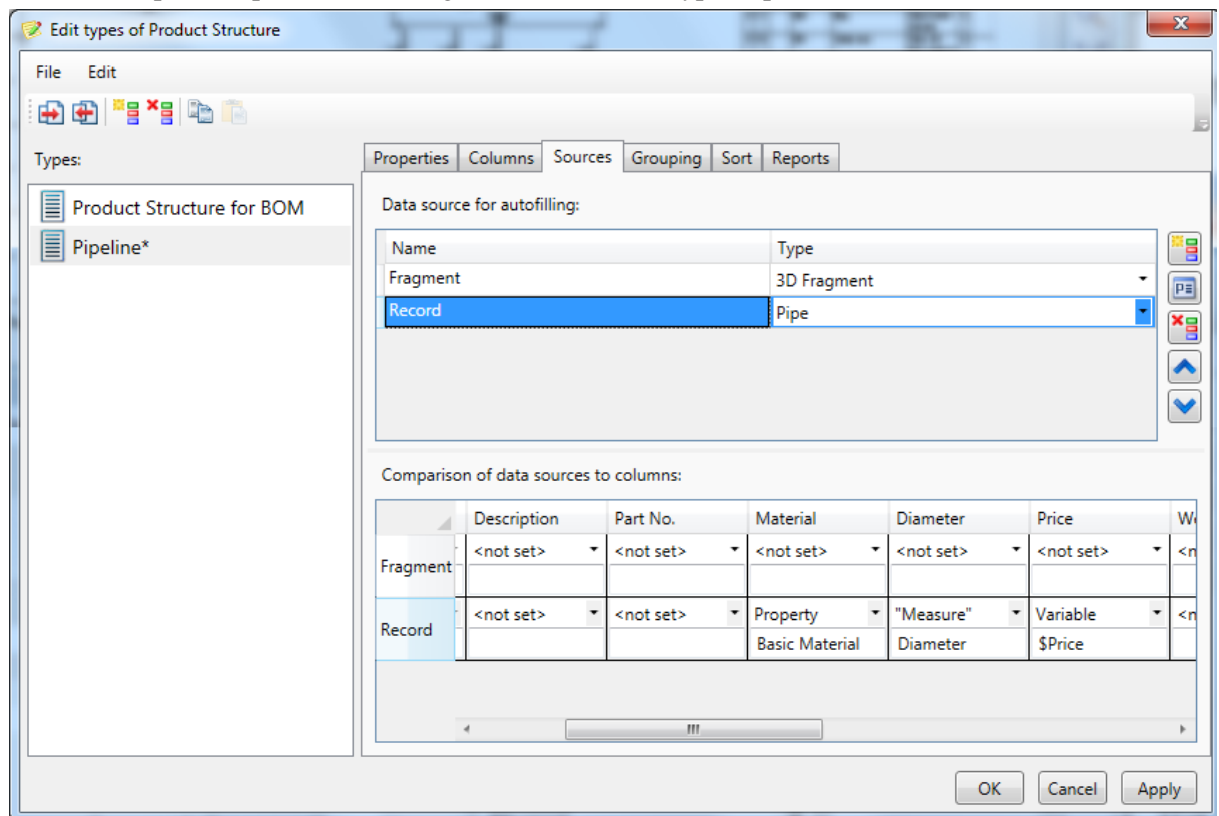 Edit types of Product Structure
File Edit
Types:
Properties Columns Sources Grouping Sort Reports
Product Structure for BOM
Pipeline*
Data source for autofilling:
Name Type
Fragment 3D Fragment
Record Pipe
Comparison of data sources to columns:
Description Part No. Material Diameter Price
Fragment <not set> <not set> <not set> <not set> <not set>
Record <not set> <not set> Property "Measure" Variable
Basic Material Diameter $Price
OK Cancel Apply